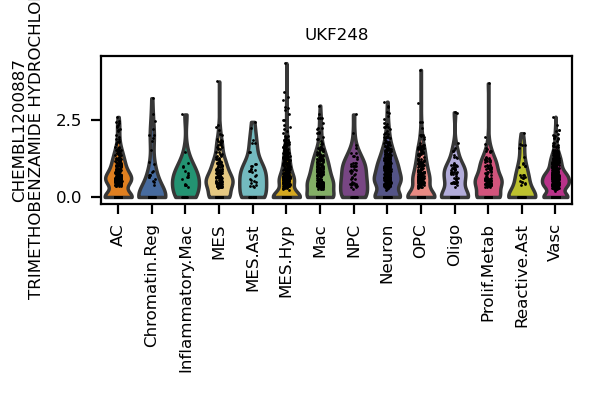 UKF248
CHEMBL1200887
TRIMETHOBENZAMIDE HYDROCHLO
2.5
0.0
AC
Chromatin.Reg
Inflammatory.Mac
MES
MES.Ast
MES.Hyp
Mac
NPC
Neuron
OPC
Oligo
Prolif.Metab
Reactive.Ast
Vasc